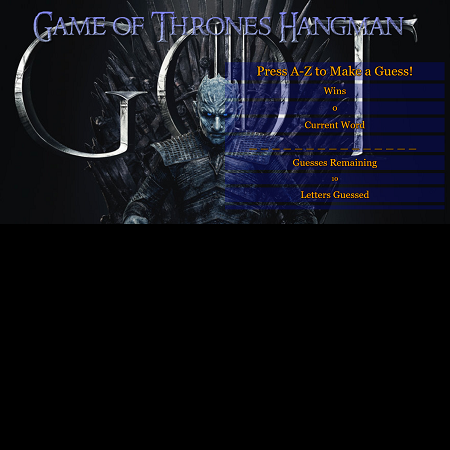 Game of Thrones Hangman
GOT
Press A-Z to Make a Guess!
Wins
0
Current Word
Guesses Remaining
10
Letters Guessed